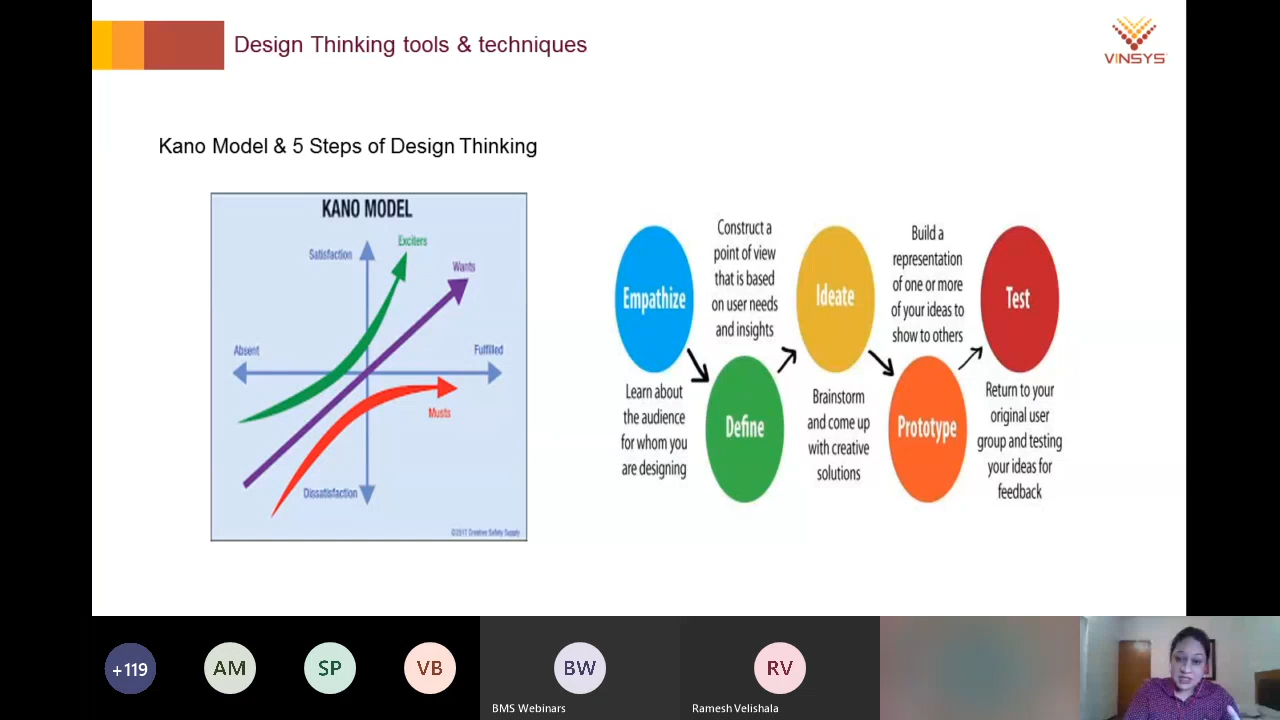 Design Thinking tools & techniques
VINSYS
Kano Model & 5 Steps of Design Thinking
KANO MODEL
Exciters
Satisfaction
Wants
Absent
Fulfilled
Musts
Dissatisfaction
©2017 Creative Safety Supply
Empathize
Learn about
the audience
for whom you
are designing
Construct a
point of view
that is based
on user needs
and insights
Define
Ideate
Brainstorm
and come up
with creative
solutions
Build a
representation
of one or more
of your ideas to
show to others
Prototype
Test
Return to your
original user
group and testing
your ideas for
feedback
+119
AM
SP
VB
BW
BMS Webinars
RV
Ramesh Velishala